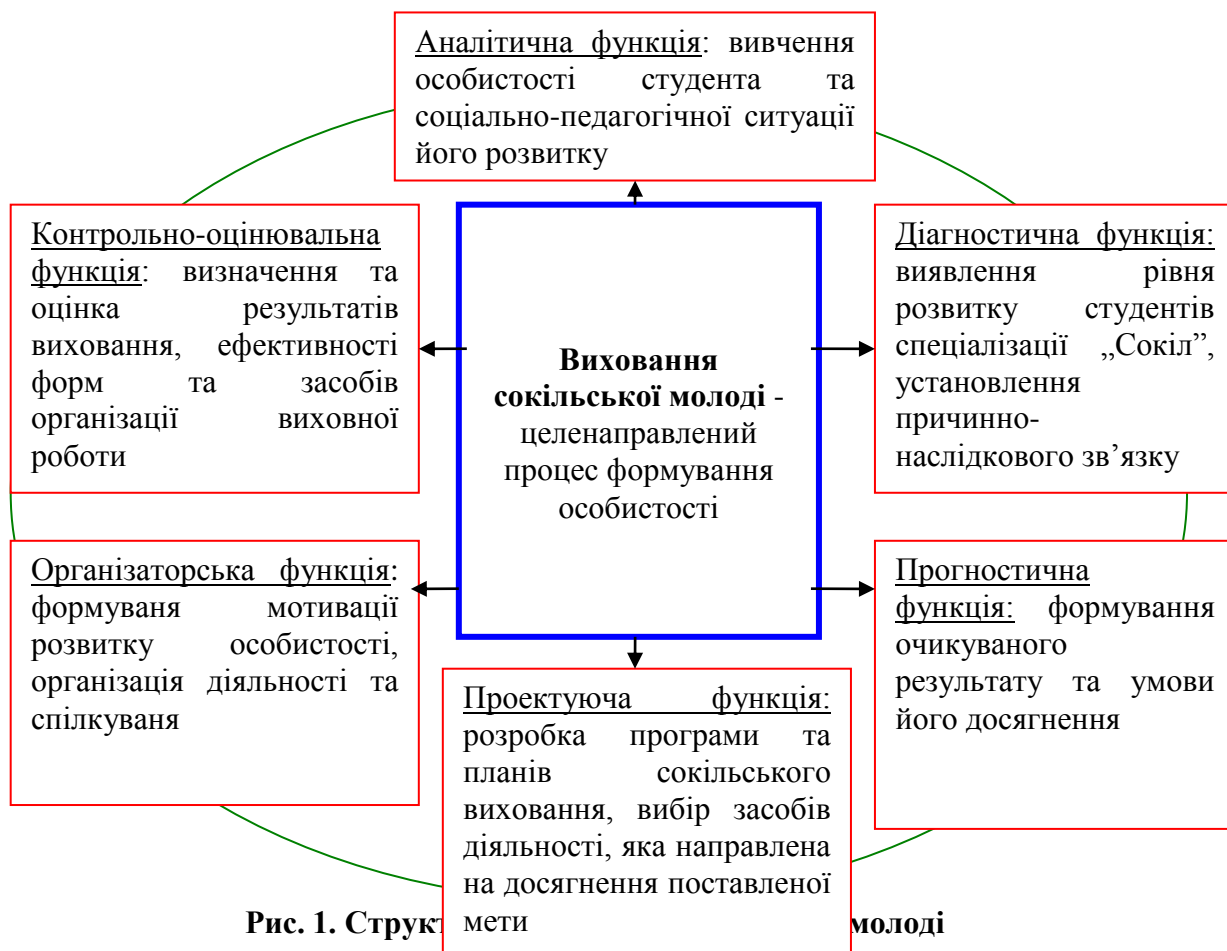 Аналітична функція: вивчення
особистості студента та
соціально-педагогічної ситуації
його розвитку
Контрольно-оцінювальна
функція: визначення та
оцінка результатів
виховання, ефективності
форм та засобів
організації виховної
роботи
Виховання
сокільської молоді -
целенаправлений
процес формування
особистості
Діагностична функція:
виявлення рівня
розвитку студентів
спеціалізації „Сокіл”,
установлення
причинно-
наслідкового зв’язку
Організаторська функція:
формуваня мотивації
розвитку особистості,
організація діяльності та
спілкуваня
Прогностична
функція: формування
очикуваного
результату та умови
його досягнення
Проектуюча функція:
розробка програми та
планів сокільського
виховання, вибір засобів
діяльності, яка направлена
на досягнення поставленої
мети
Рис. 1. Структ молоді